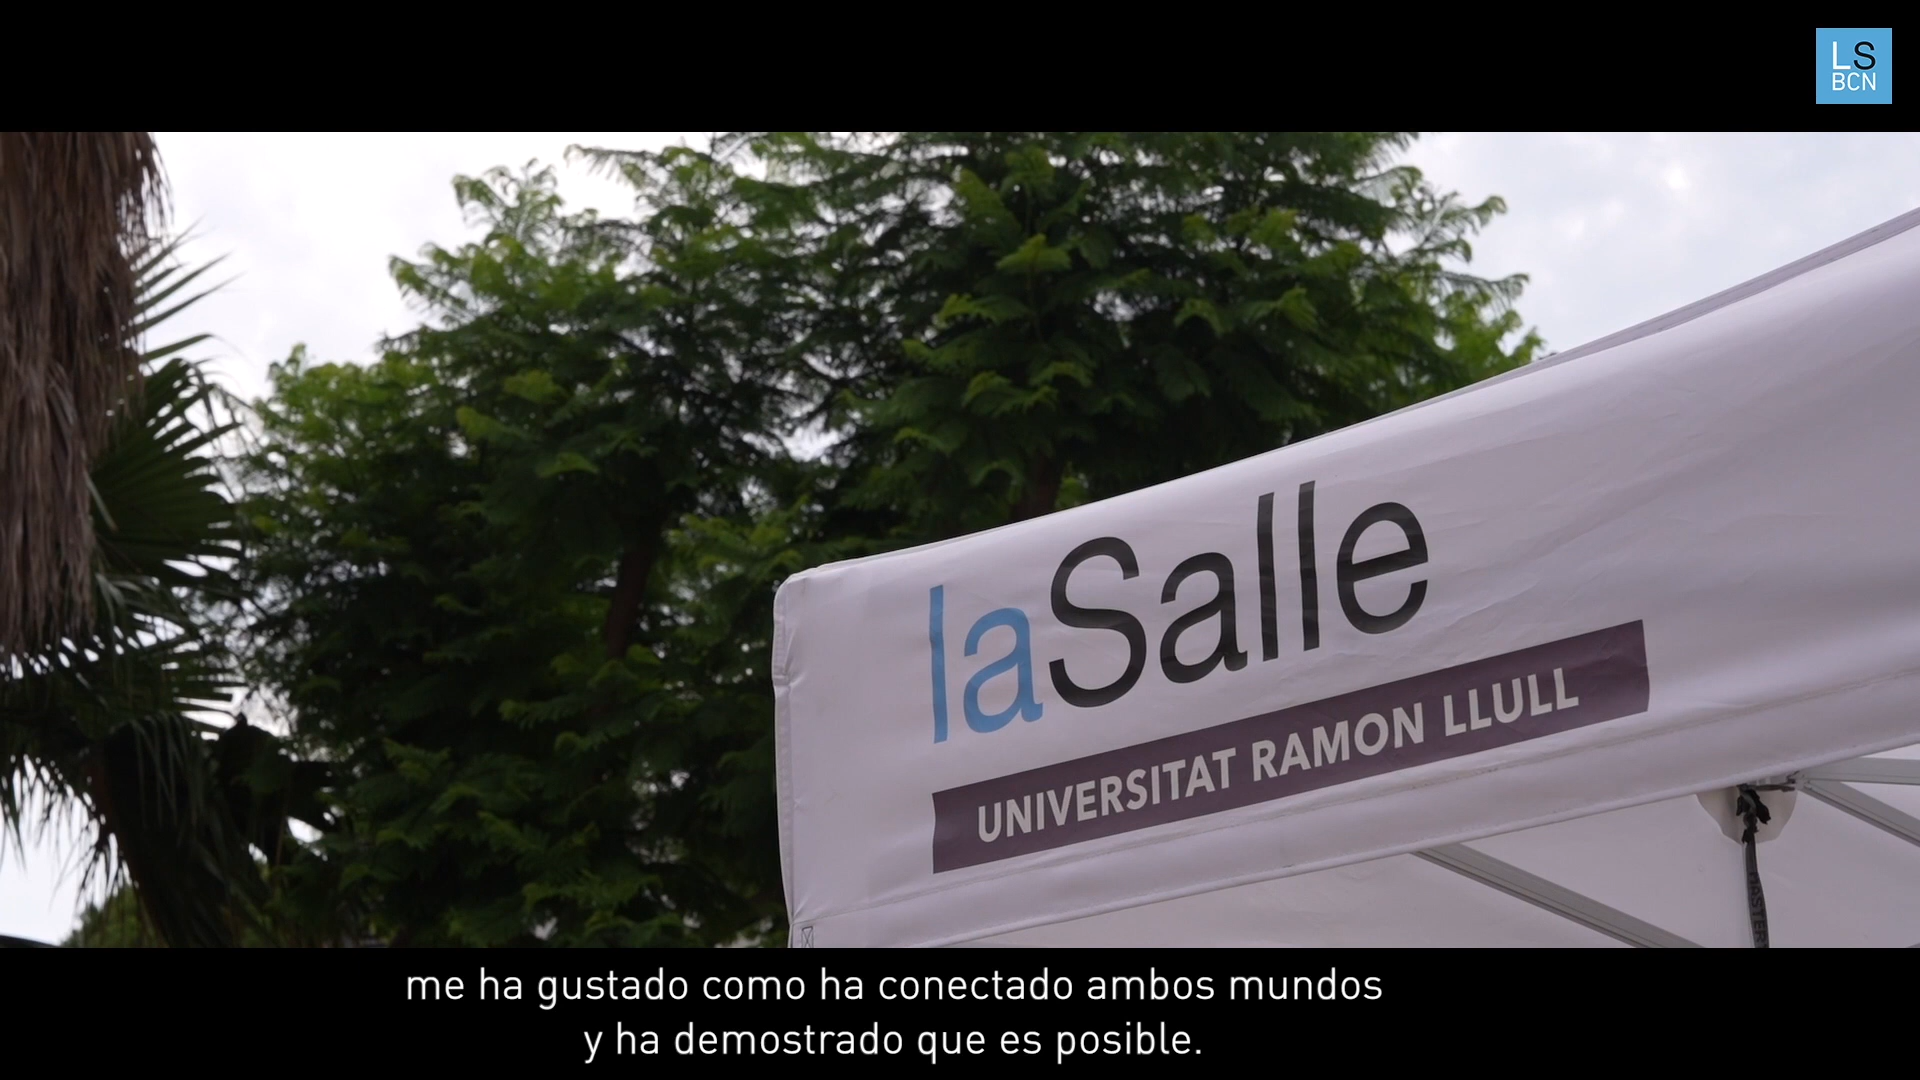 LS
BCN
laSalle
UNIVERSITAT RAMON LLULL
me ha gustado como ha conectado ambos mundos
y ha demostrado que es posible.